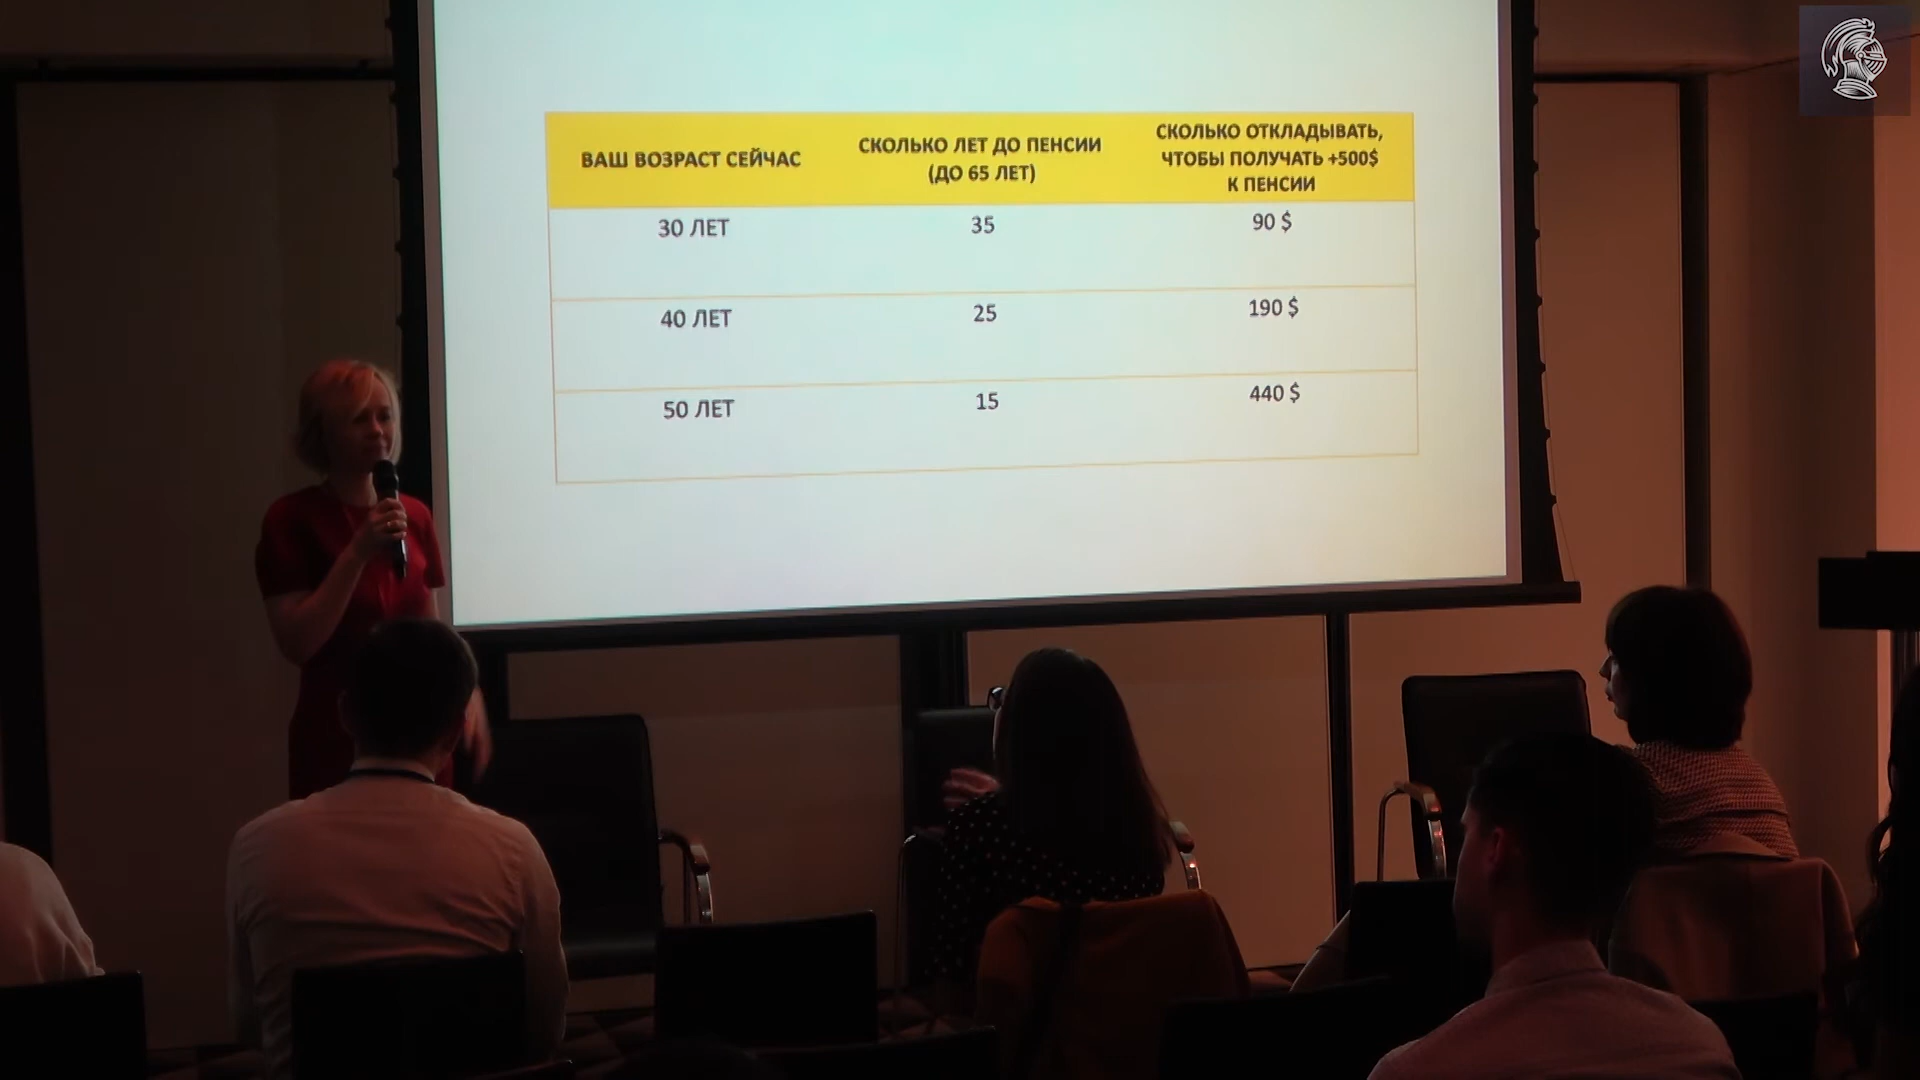 ВАШ ВОЗРАСТ СЕЙЧАС
СКОЛЬКО ЛЕТ ДО ПЕНСИИ
(ДО 65 ЛЕТ)
СКОЛЬКО ОТКЛАДЫВАТЬ,
ЧТОБЫ ПОЛУЧАТЬ +500$
К ПЕНСИИ
30 ЛЕТ 35 90 $
40 ЛЕТ 25 190 $
50 ЛЕТ 15 440 $